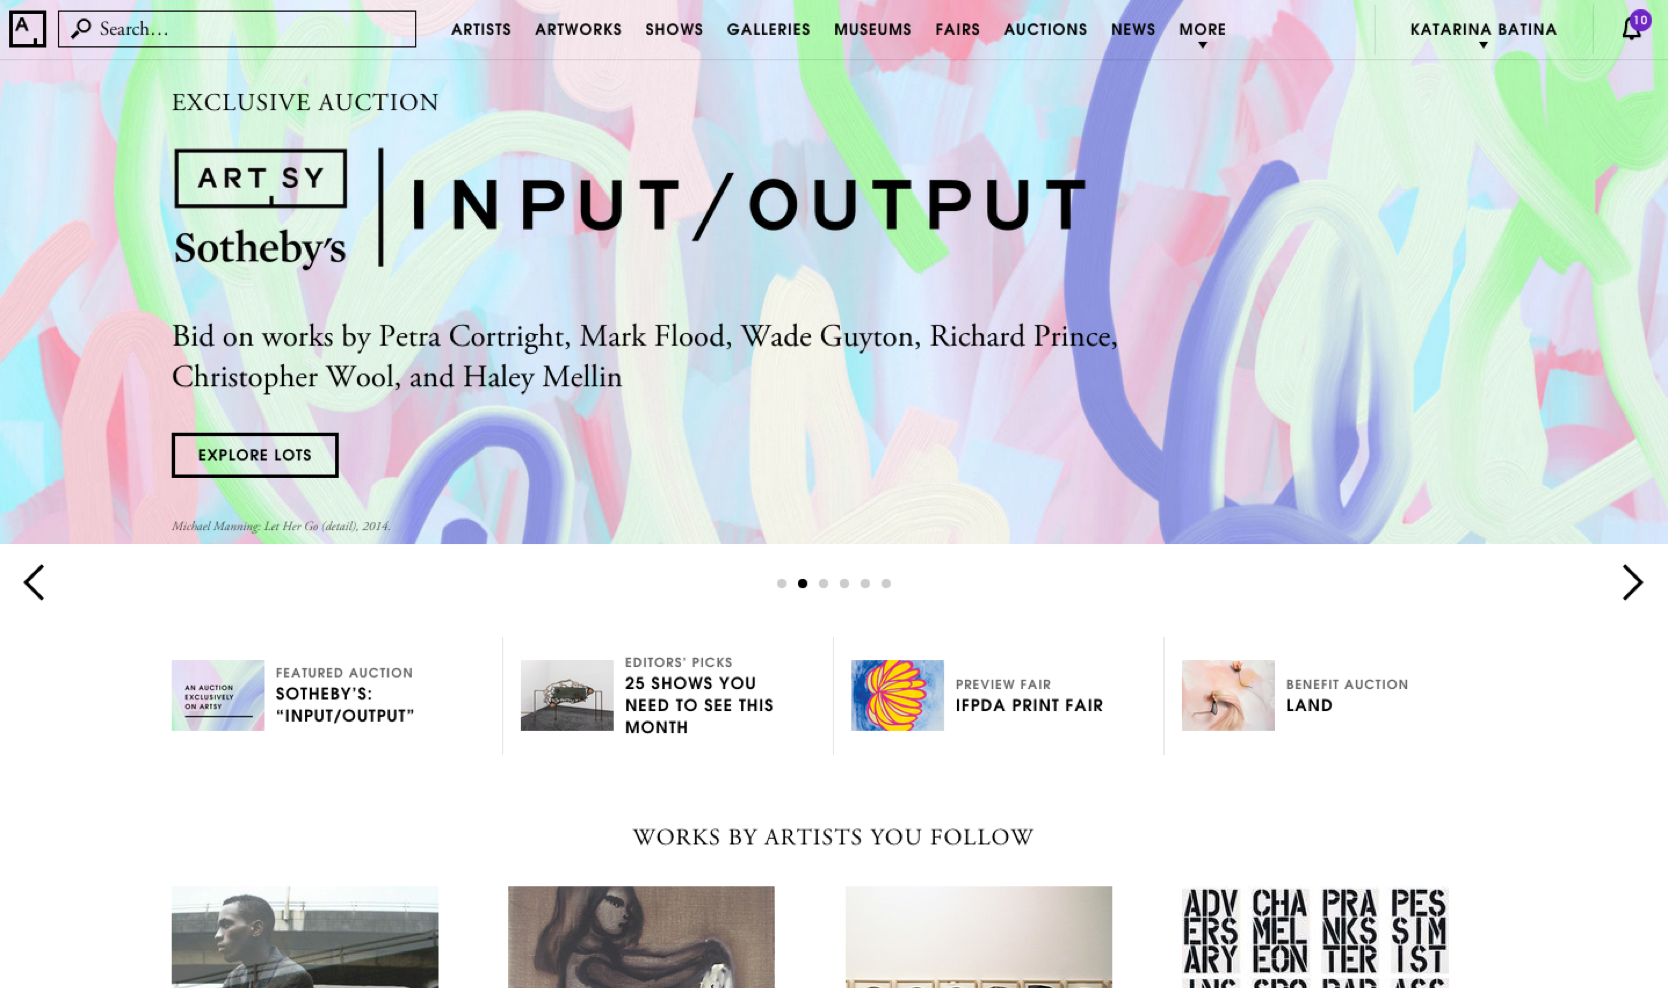 A,
Search...
ARTISTS ARTWORKS SHOWS GALLERIES MUSEUMS FAIRS AUCTIONS NEWS MORE
KATARINA BATINA
10
EXCLUSIVE AUCTION
ARTSY
Sotheby's
INPUT/OUTPUT
Bid on works by Petra Cortright, Mark Flood, Wade Guyton, Richard Prince,
Christopher Wool, and Haley Mellin
EXPLORE LOTS
Michael Manning: Let Her Go (detail), 2014.
AN AUCTION
EXCLUSIVELY
ON ARTSY
FEATURED AUCTION
SOTHEBY'S:
“INPUT/OUTPUT”
EDITORS' PICKS
25 SHOWS YOU
NEED TO SEE THIS
MONTH
PREVIEW FAIR
IFPDA PRINT FAIR
BENEFIT AUCTION
LAND
WORKS BY ARTISTS YOU FOLLOW
ADV CHA PRA PES
ERS MEL NKS SIM
ARY EON TER IST